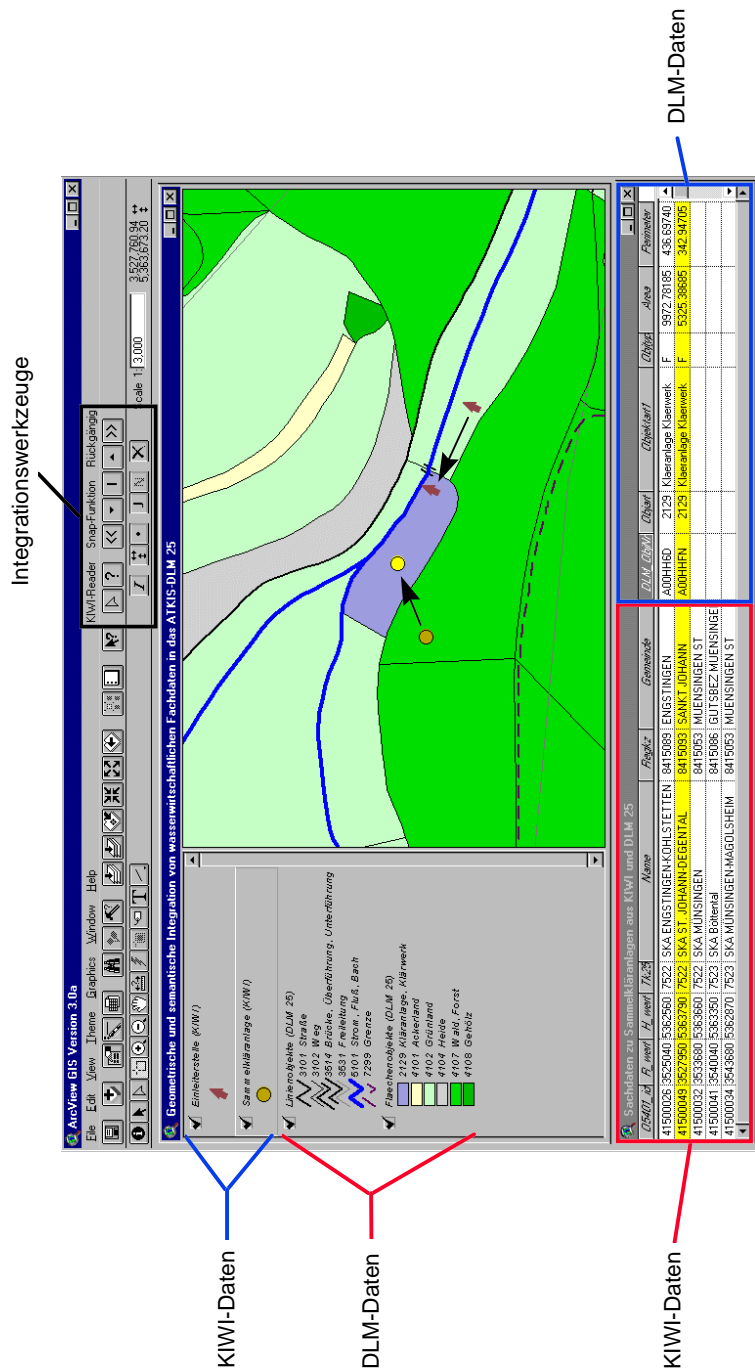 Integrationswerkzeuge
ArcView GIS Version 3.0a
File Edit View Theme Graphics Window Help
KIWI-Reader Snap-Funktion Rückgängig
Scale 1: 3,000
3,527,760.94
5,363,673.20
Geometrische und semantische Integration von wasserwirtschaftlichen Fachdaten in das ATKIS-DLM 25
Einleiterstelle (KIWI)
Sammelkläranlage (KIWI)
Linienobjekte (DLM 25)
3101 Straße
3102 Weg
3514 Brücke, Überführung, Unterführung
3531 Freileitung
5101 Strom, Fluß, Bach
7299 Grenze
Flaechenobjekte (DLM 25)
2129 Kläranlage, Klärwerk
4101 Ackerland
4102 Grünland
4104 Heide
4107 Wald, Forst
4108 Gehölz
Sachdaten zu Sammelkläranlagen aus KIWI und DLM 25
O5401_id R_wert H_wert Tk25 Name Regkz Gemeinde DLM_ObjNr Objart Objektart1 Objtyp Area Perimeter
41500026 3525040 5362560 7522 SKA ENGSTINGEN-KOHLSTETTEN 8415089 ENGSTINGEN A00HH6D 2129 Klaeranlage Klaerwerk F 9972.78185 436.69740
41500049 3527950 5363790 7522 SKA ST. JOHANN-DEGENTAL 8415093 SANKT JOHANN A00HHFN 2129 Klaeranlage Klaerwerk F 5325.38685 342.94705
41500032 3533680 5363660 7522 SKA MÜNSINGEN 8415053 MUENSINGEN ST
41500041 3540040 5363350 7523 SKA Böttental 8415086 GUTSBEZ MUENSINGE
41500034 3543680 5362870 7523 SKA MÜNSINGEN-MAGOLSHEIM 8415053 MUENSINGEN ST
KIWI-Daten
DLM-Daten
KIWI-Daten
DLM-Daten